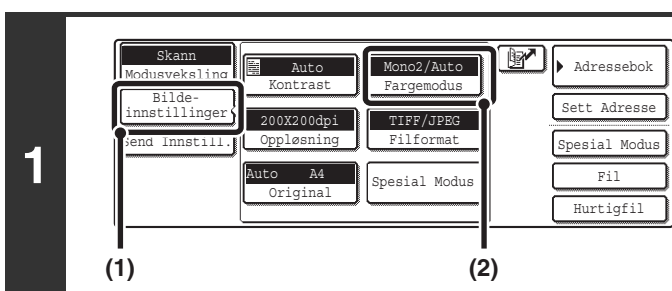 1
Skann
Modusveksling
Bilde-
innstillinger
Send Innstill.
Auto
Kontrast
200X200dpi
Oppløsning
Auto A4
Original
Mono2/Auto
Fargemodus
TIFF/JPEG
Filformat
Spesial Modus
Adressebok
Sett Adresse
Spesial Modus
Fil
Hurtigfil
(1)
(2)